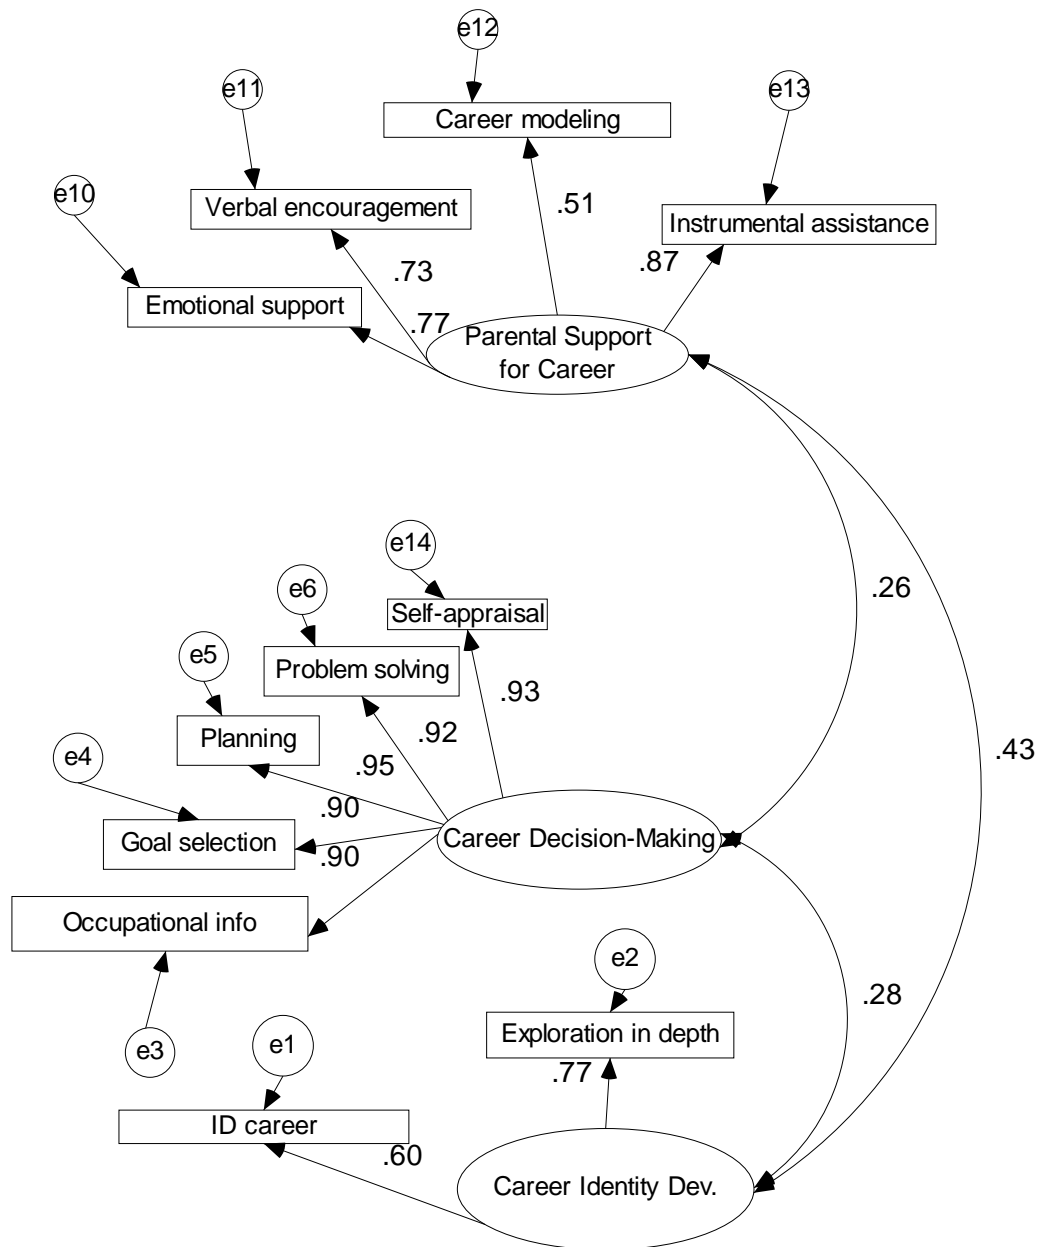 e12
e11
e13
Career modeling
e10
Verbal encouragement
.51
Instrumental assistance
.73
.87
Emotional support
.77
Parental Support
for Career
e14
e6
.26
Self-appraisal
e5
Problem solving
.93
.92
Planning
e4
.95
.43
.90
Goal selection
Career Decision-Making
.90
Occupational info
e2
.28
Exploration in depth
e3
e1
.77
ID career
.60
Career Identity Dev.